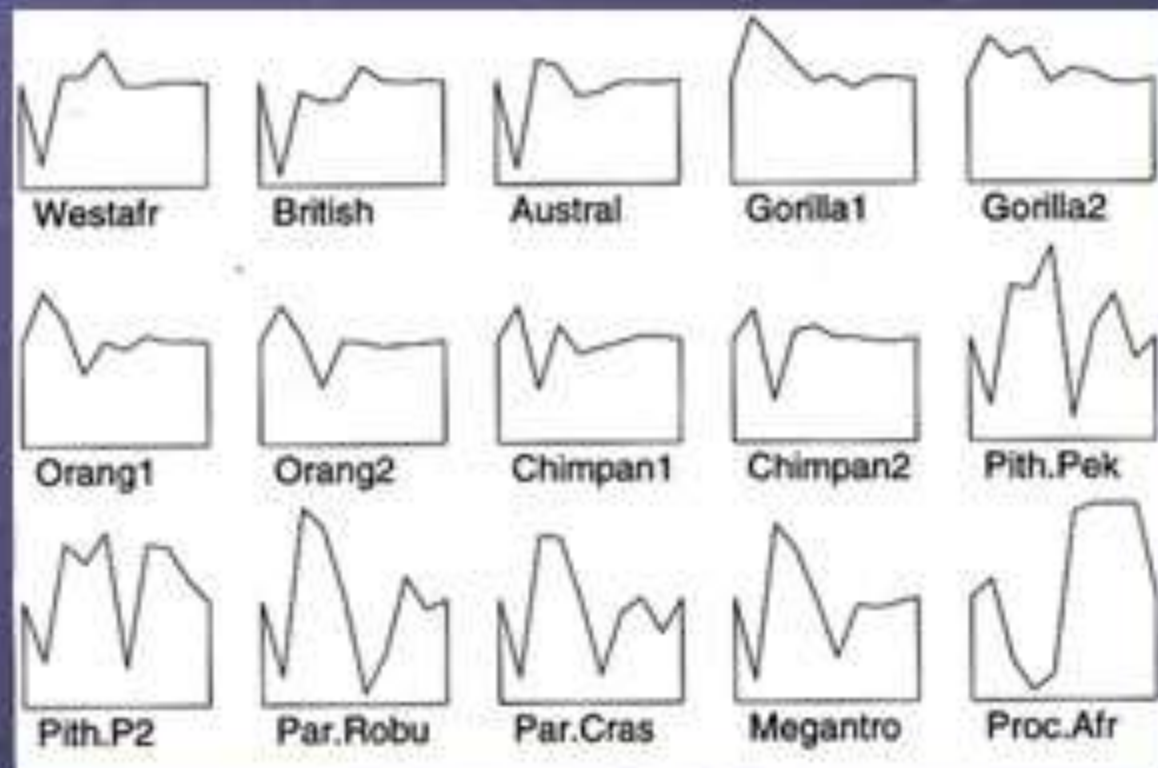 Westafr British Austral Gorilla1 Gorilla2
Orang1 Orang2 Chimpan1 Chimpan2 Pith.Pek
Pith.P2 Par.Robu Par.Cras Megantro Proc.Afr